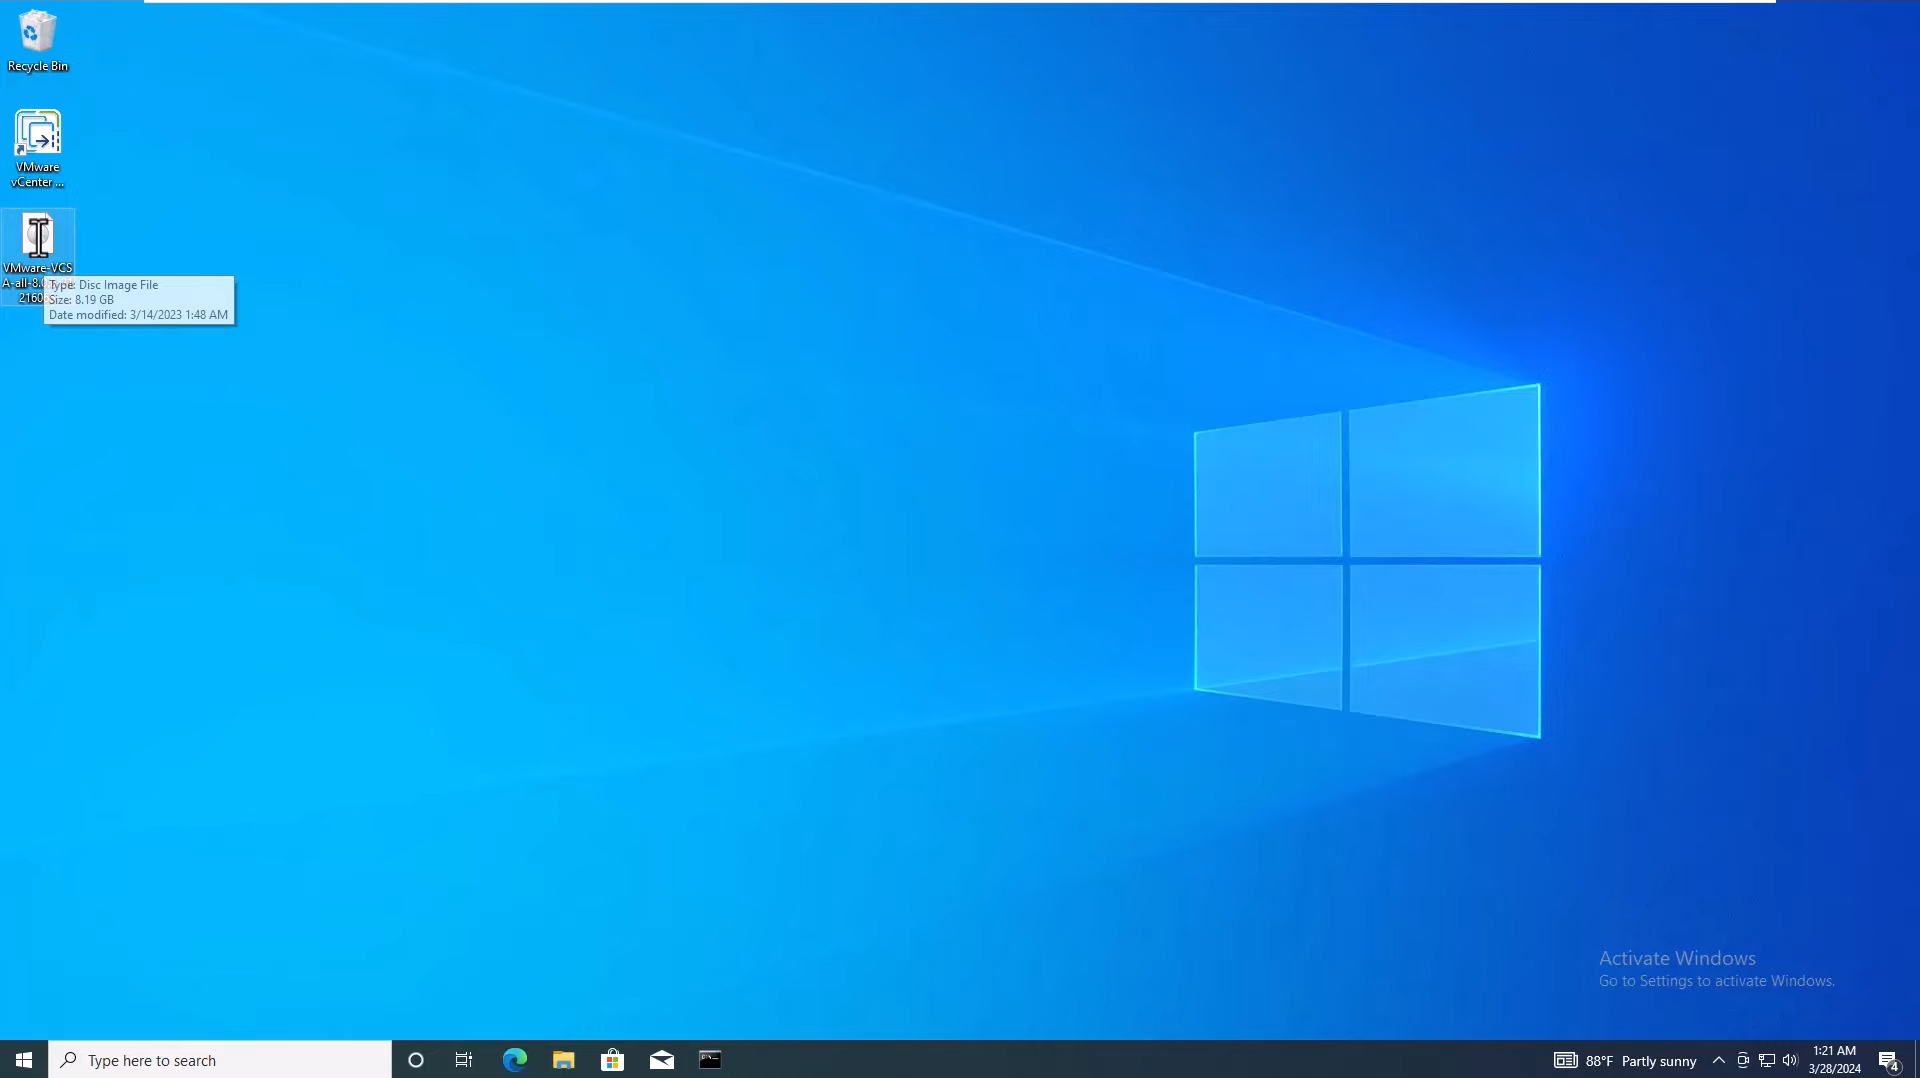 Recycle Bin
VMware
vCenter ...
VMware-VCS
A-all-8.0
2160
Type: Disc Image File
Size: 8.19 GB
Date modified: 3/14/2023 1:48 AM
Activate Windows
Go to Settings to activate Windows.
Type here to search
88°F Partly sunny
1:21 AM
3/28/2024
4